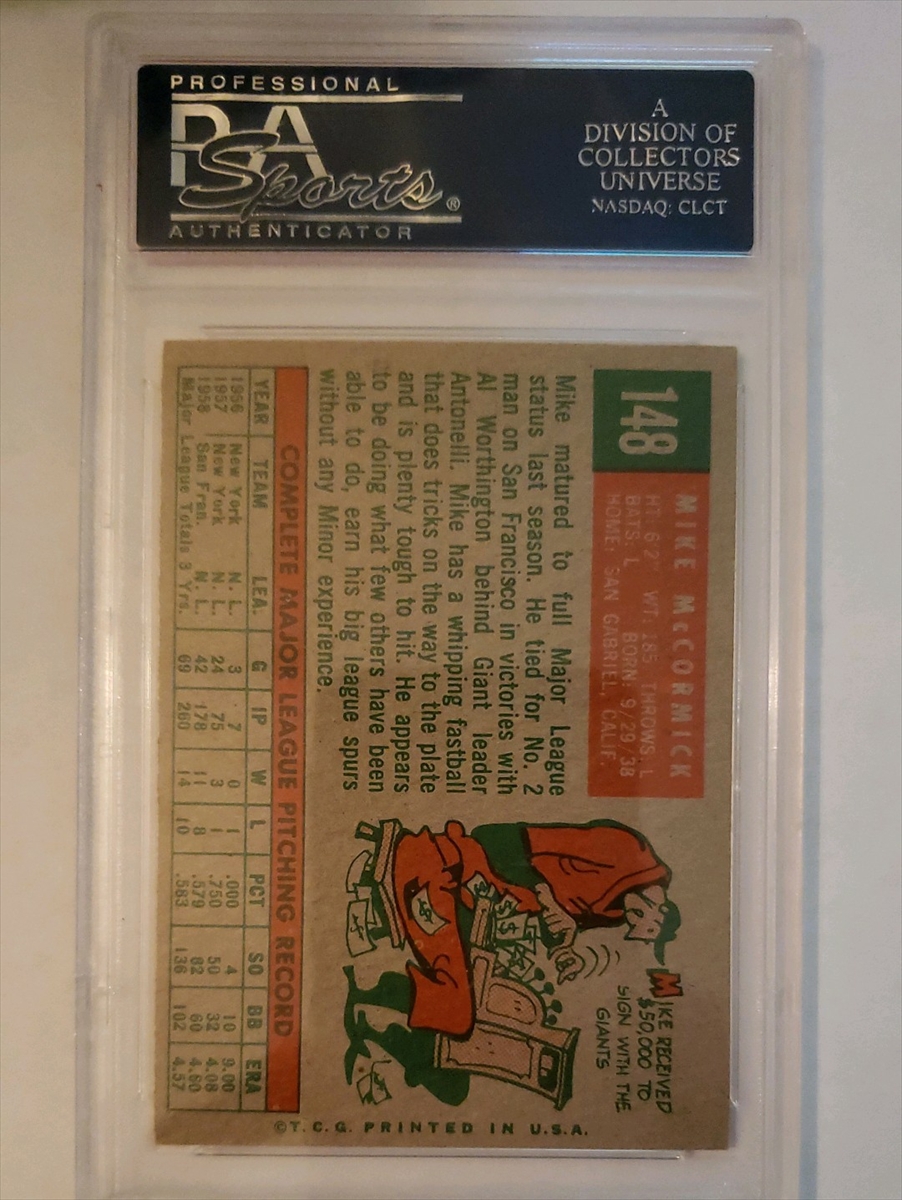 PROFESSIONAL
PSA
Sports®
AUTHENTICATOR
A
DIVISION OF
COLLECTORS
UNIVERSE
NASDAQ: CLCT
148
MIKE McCORMICK
HT: 6'2" WT: 185 THROWS: L
BATS: L BORN: 9/29/38
HOME: SAN GABRIEL, CALIF.
Mike matured to full Major League
status last season. He tied for No. 2
man on San Francisco in victories with
Al Worthington behind Giant leader
Antonelli. Mike has a whipping fastball
that does tricks on the way to the plate
and is plenty tough to hit. He appears
to be doing what few others have been
able to do, earn his big league spurs
without any Minor experience.
MIKE RECEIVED
$50,000 TO
SIGN WITH THE
GIANTS
COMPLETE MAJOR LEAGUE PITCHING RECORD
YEAR TEAM LEA. G IP W L PCT SO BB ERA
1956 New York N. L. 3 7 0 1 .000 4 10 9.00
1957 New York N. L. 24 75 3 1 .750 50 32 4.08
1958 San Fran. N. L. 42 178 11 8 .579 82 60 4.60
Major League Totals 3 Yrs. 69 260 14 10 .583 136 102 4.57
©T.C.G. PRINTED IN U.S.A.